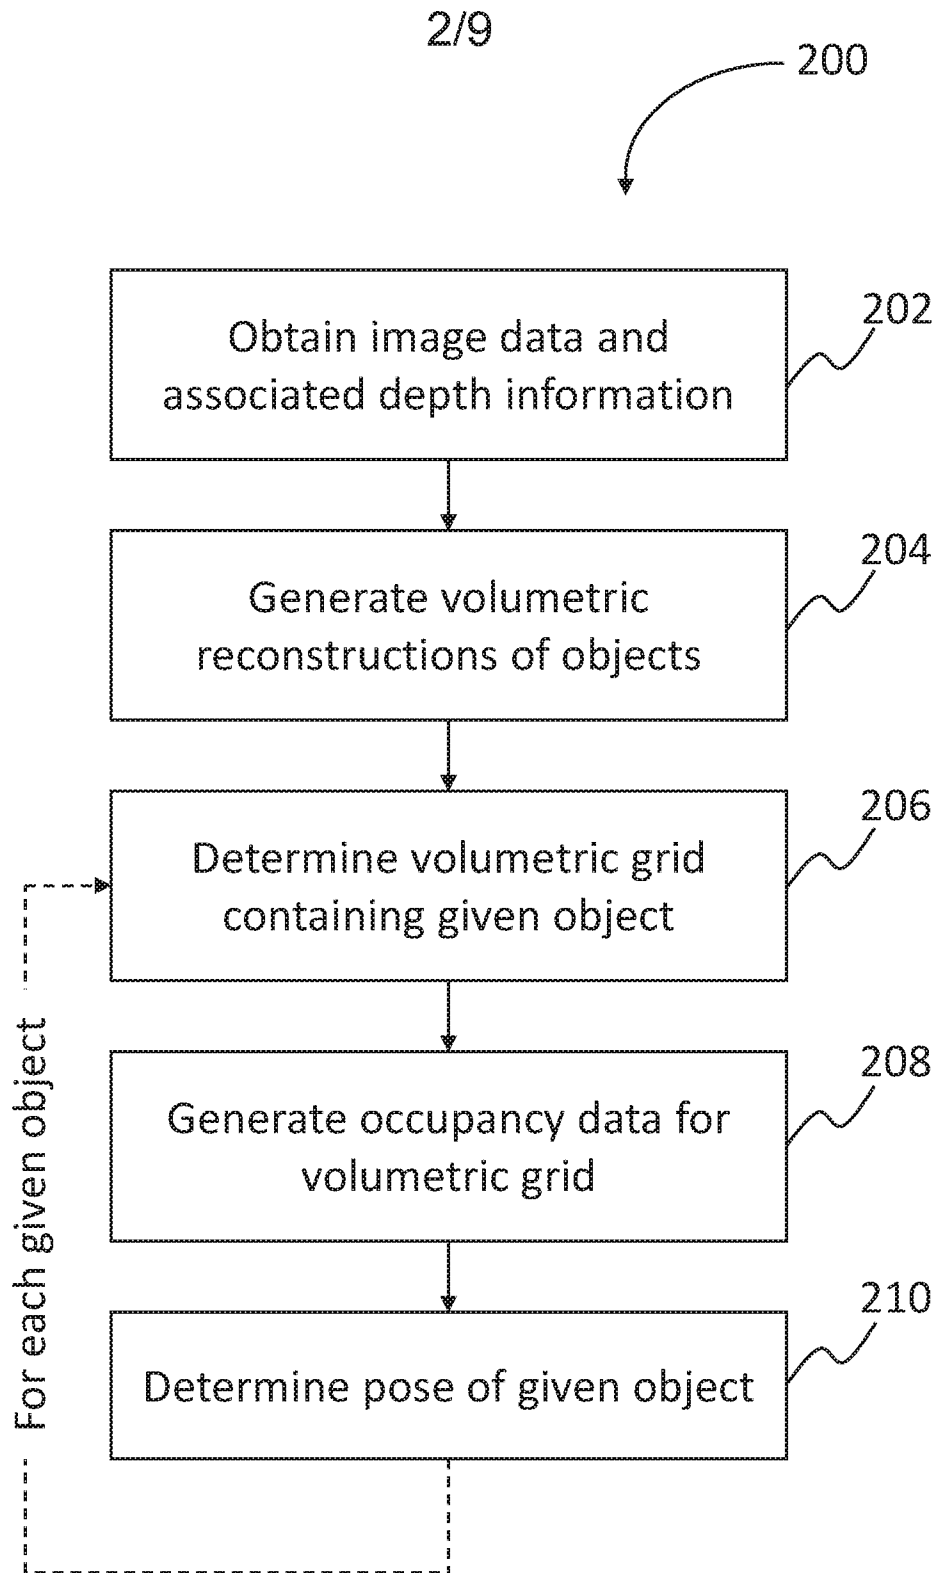 2/9
200
Obtain image data and
associated depth information
202
Generate volumetric
reconstructions of objects
204
Determine volumetric grid
containing given object
206
Generate occupancy data for
volumetric grid
208
Determine pose of given object
210
For each given object